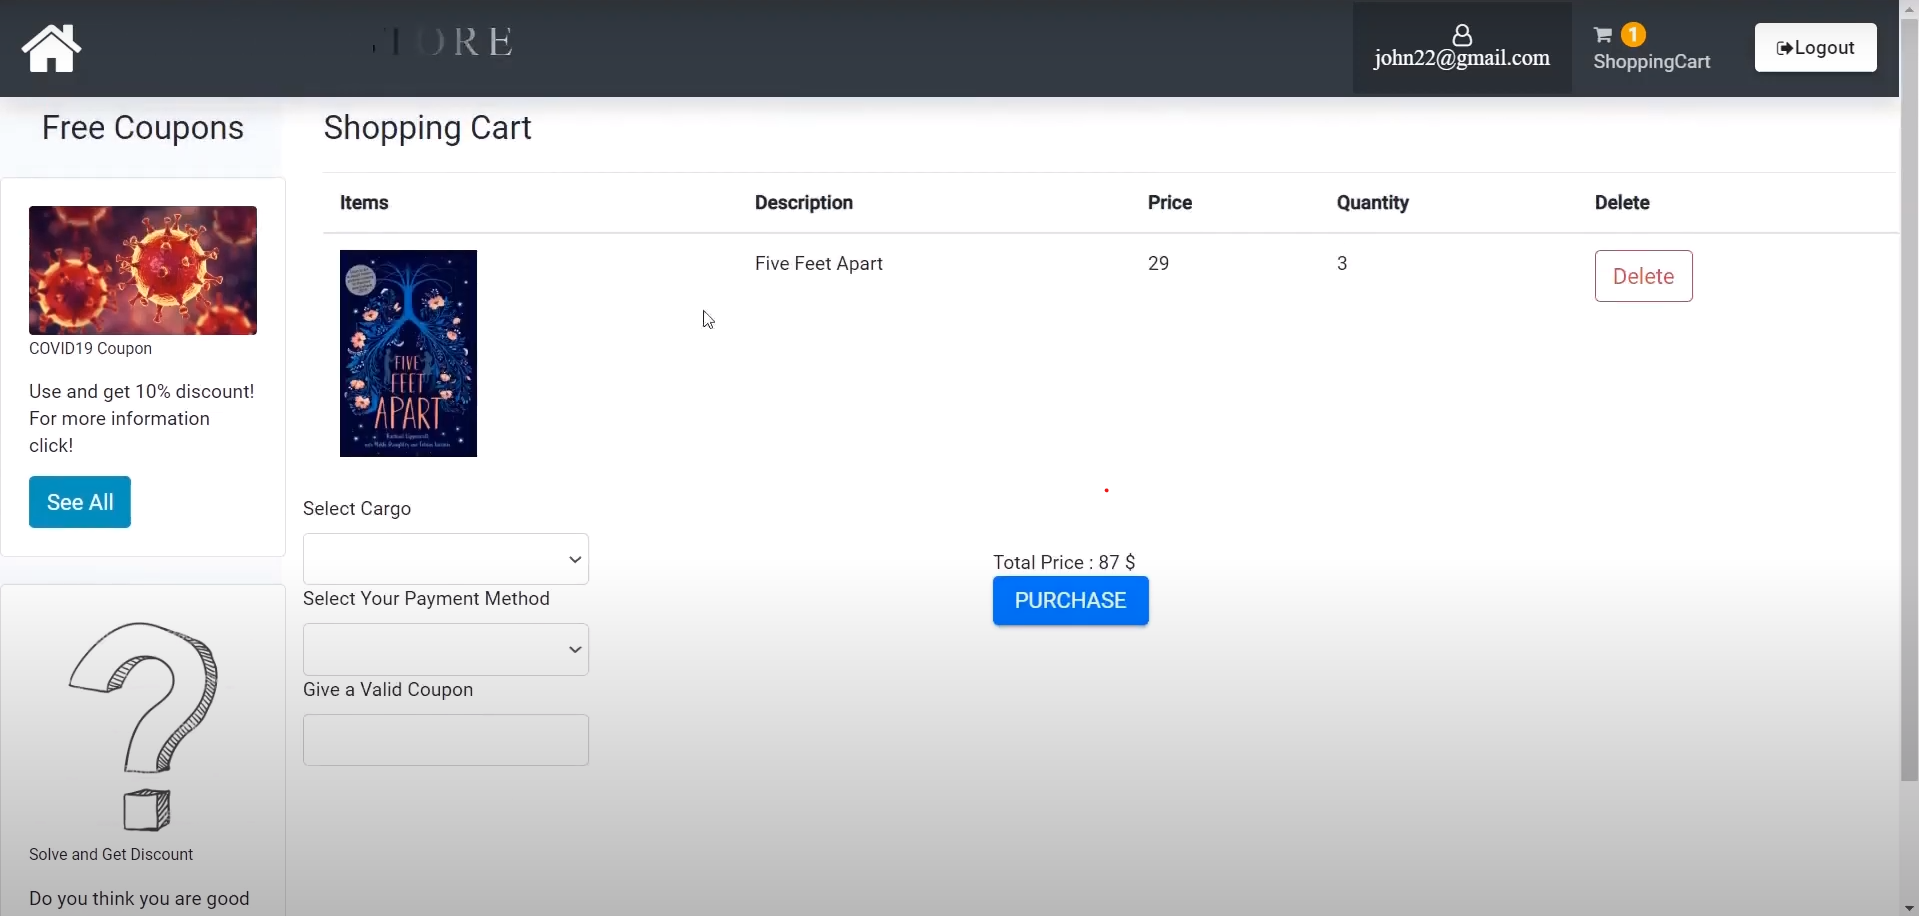 ORE
john22@gmail.com
1
ShoppingCart
Logout
Free Coupons
Shopping Cart
Items Description Price Quantity Delete
Five Feet Apart 29 3 Delete
FIVE
FEET
APART
COVID19 Coupon
Use and get 10% discount!
For more information
click!
See All
Select Cargo
Total Price : 87 $
PURCHASE
Select Your Payment Method
Give a Valid Coupon
Solve and Get Discount
Do you think you are good